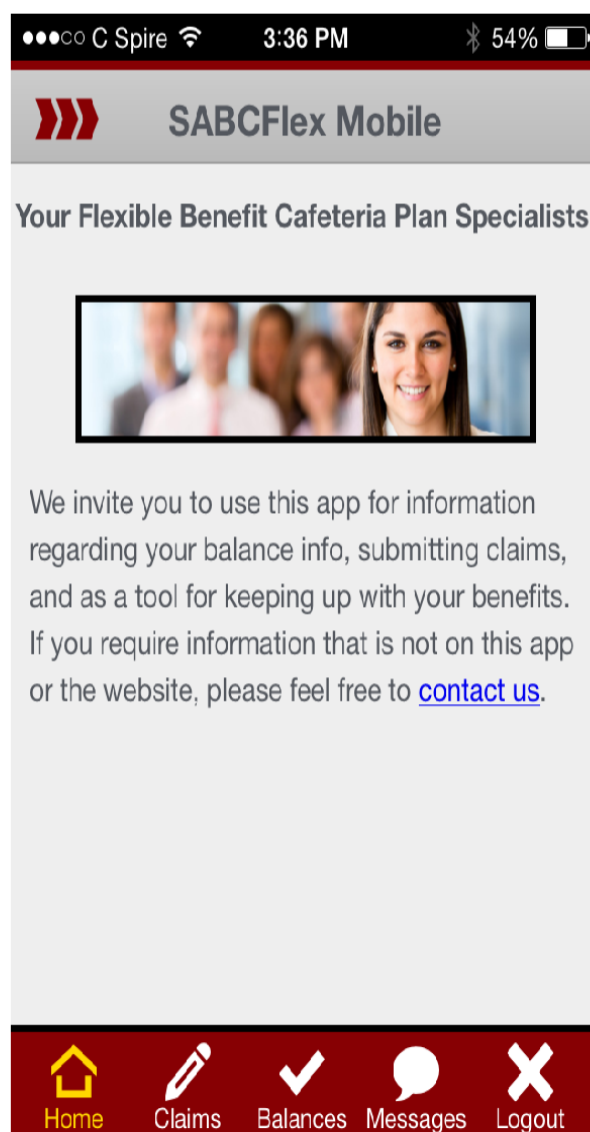 C Spire 3:36 PM 54%
SABCFlex Mobile
Your Flexible Benefit Cafeteria Plan Specialists
We invite you to use this app for information
regarding your balance info, submitting claims,
and as a tool for keeping up with your benefits.
If you require information that is not on this app
or the website, please feel free to contact us.
Home Claims Balances Messages Logout